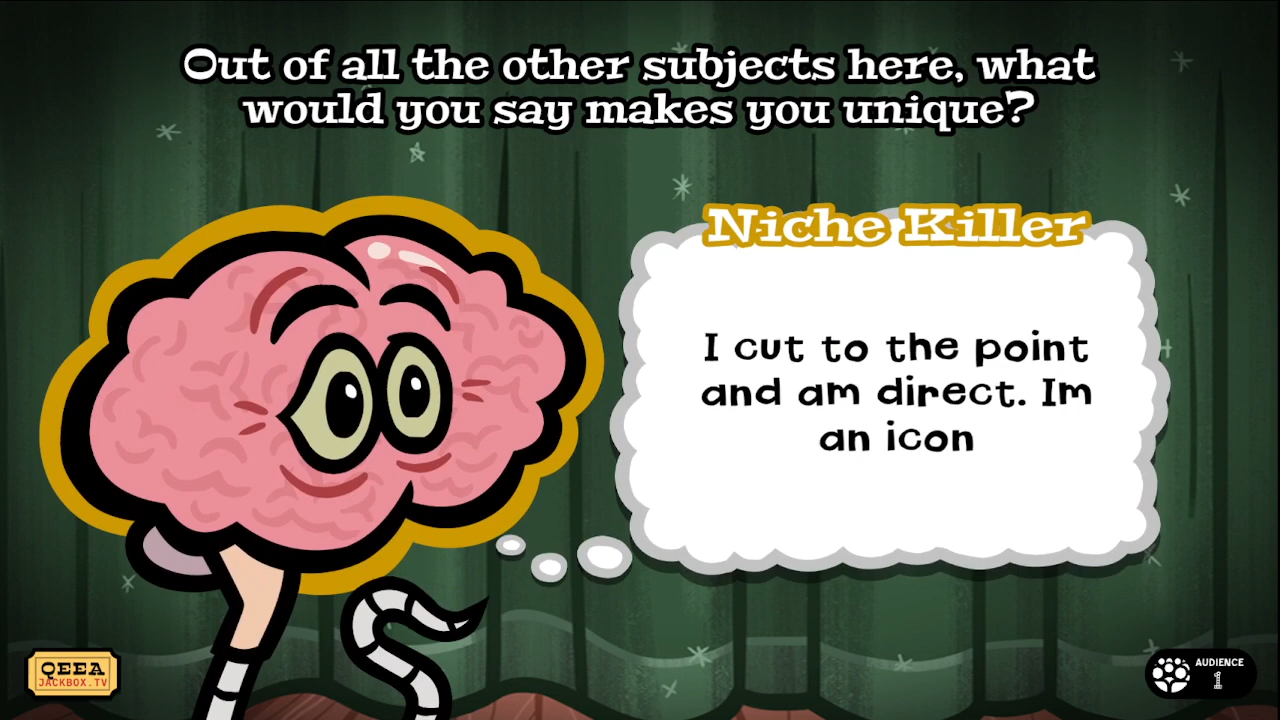 Out of all the other subjects here, what
would you say makes you unique?
Niche Killer
I cut to the point
and am direct. Im
an icon
QEEA
JACKBOX.TV
AUDIENCE
1